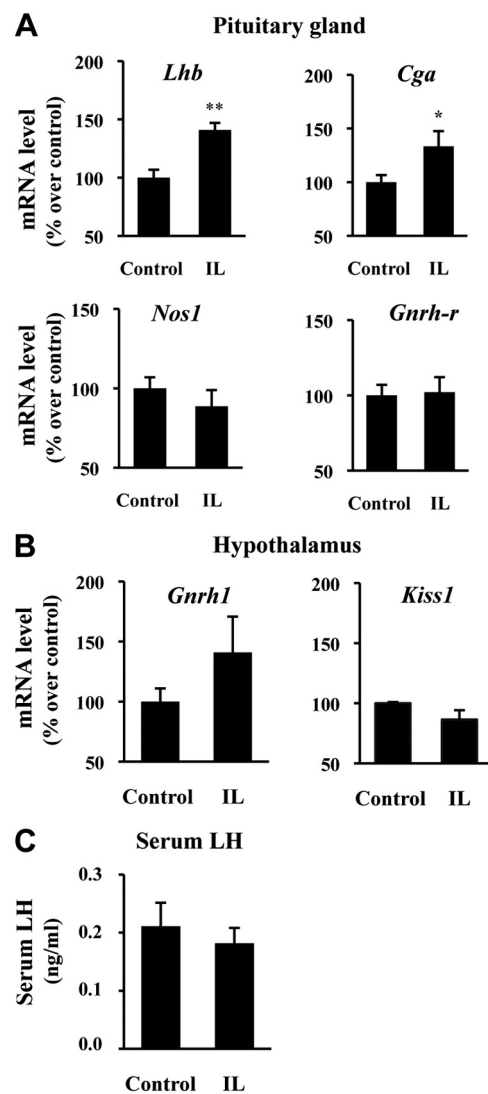 A Pituitary gland
Lhb
Cga
mRNA level
(% over control)
200
150
100
50
**
Control IL
200
150
100
50
*
Control IL
Nos1
Gnrh-r
mRNA level
(% over control)
150
100
50
Control IL
150
100
50
Control IL
B Hypothalamus
Gnrh1
Kiss1
mRNA level
(% over control)
200
150
100
50
Control IL
200
150
100
50
Control IL
C Serum LH
Serum LH
(ng/ml)
0.3
0.2
0.1
0.0
Control IL